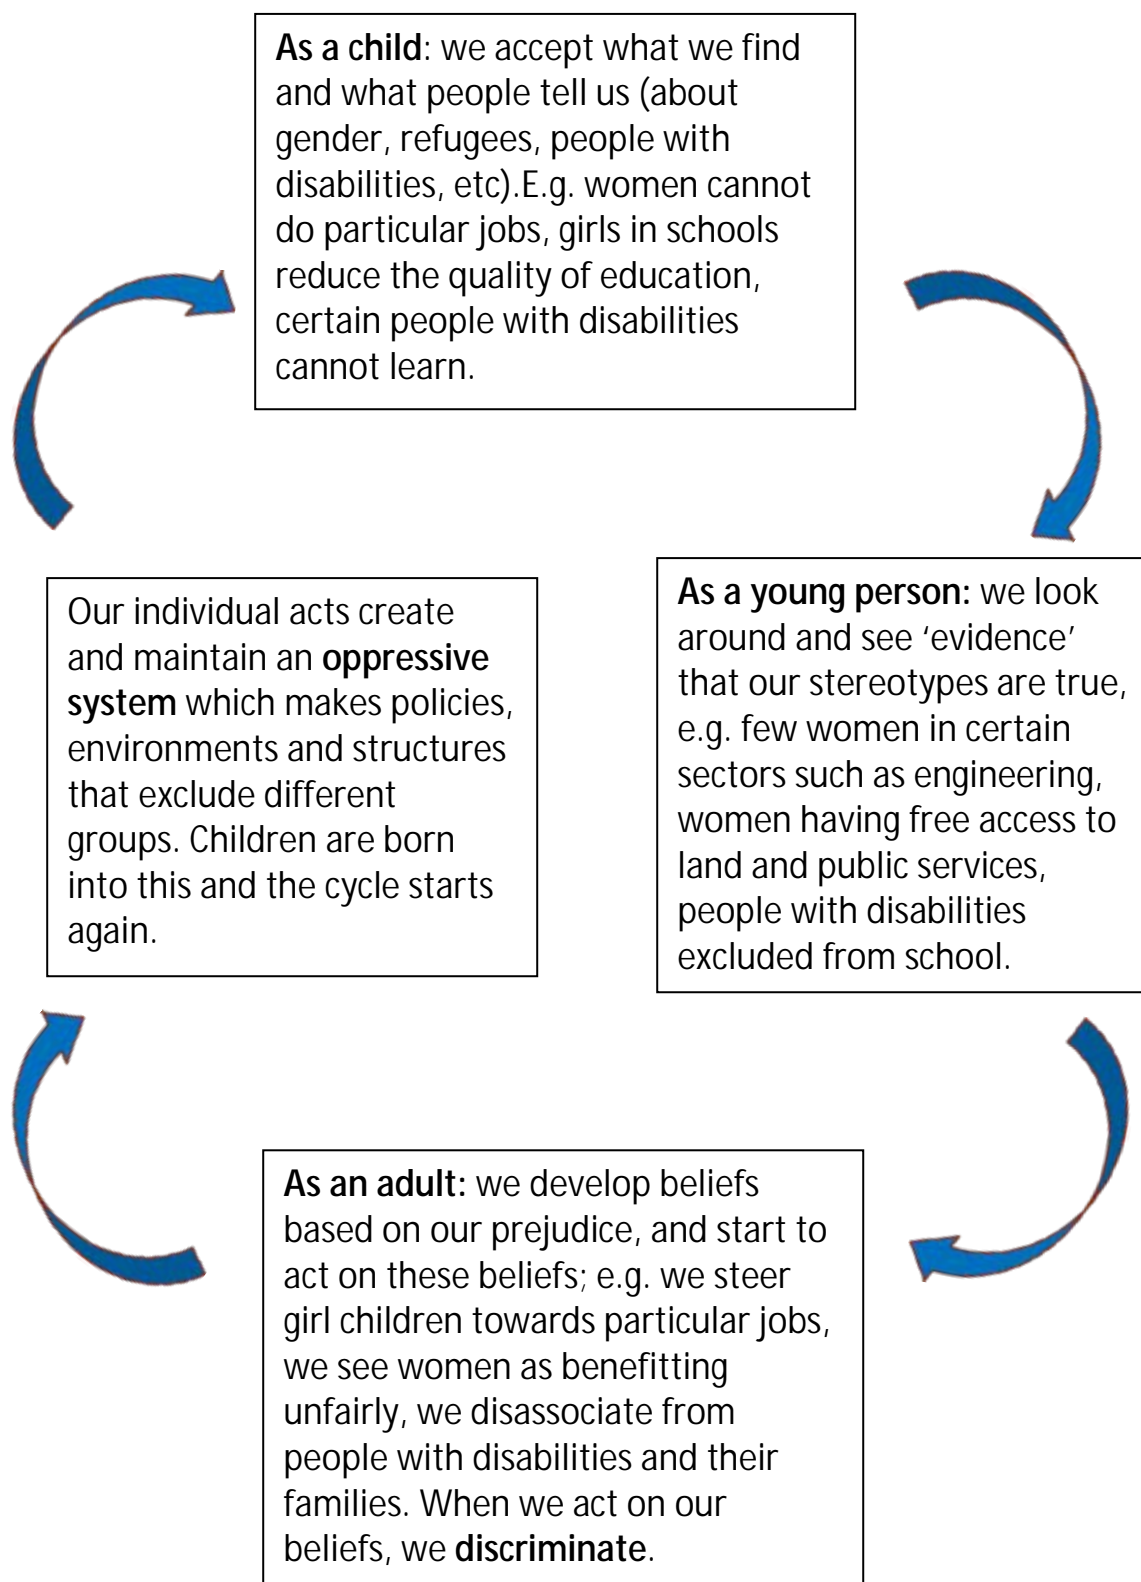 As a child: we accept what we find
and what people tell us (about
gender, refugees, people with
disabilities, etc).E.g. women cannot
do particular jobs, girls in schools
reduce the quality of education,
certain people with disabilities
cannot learn.
As a young person: we look
around and see ‘evidence’
that our stereotypes are true,
e.g. few women in certain
sectors such as engineering,
women having free access to
land and public services,
people with disabilities
excluded from school.
As an adult: we develop beliefs
based on our prejudice, and start to
act on these beliefs; e.g. we steer
girl children towards particular jobs,
we see women as benefitting
unfairly, we disassociate from
people with disabilities and their
families. When we act on our
beliefs, we discriminate.
Our individual acts create
and maintain an oppressive
system which makes policies,
environments and structures
that exclude different
groups. Children are born
into this and the cycle starts
again.